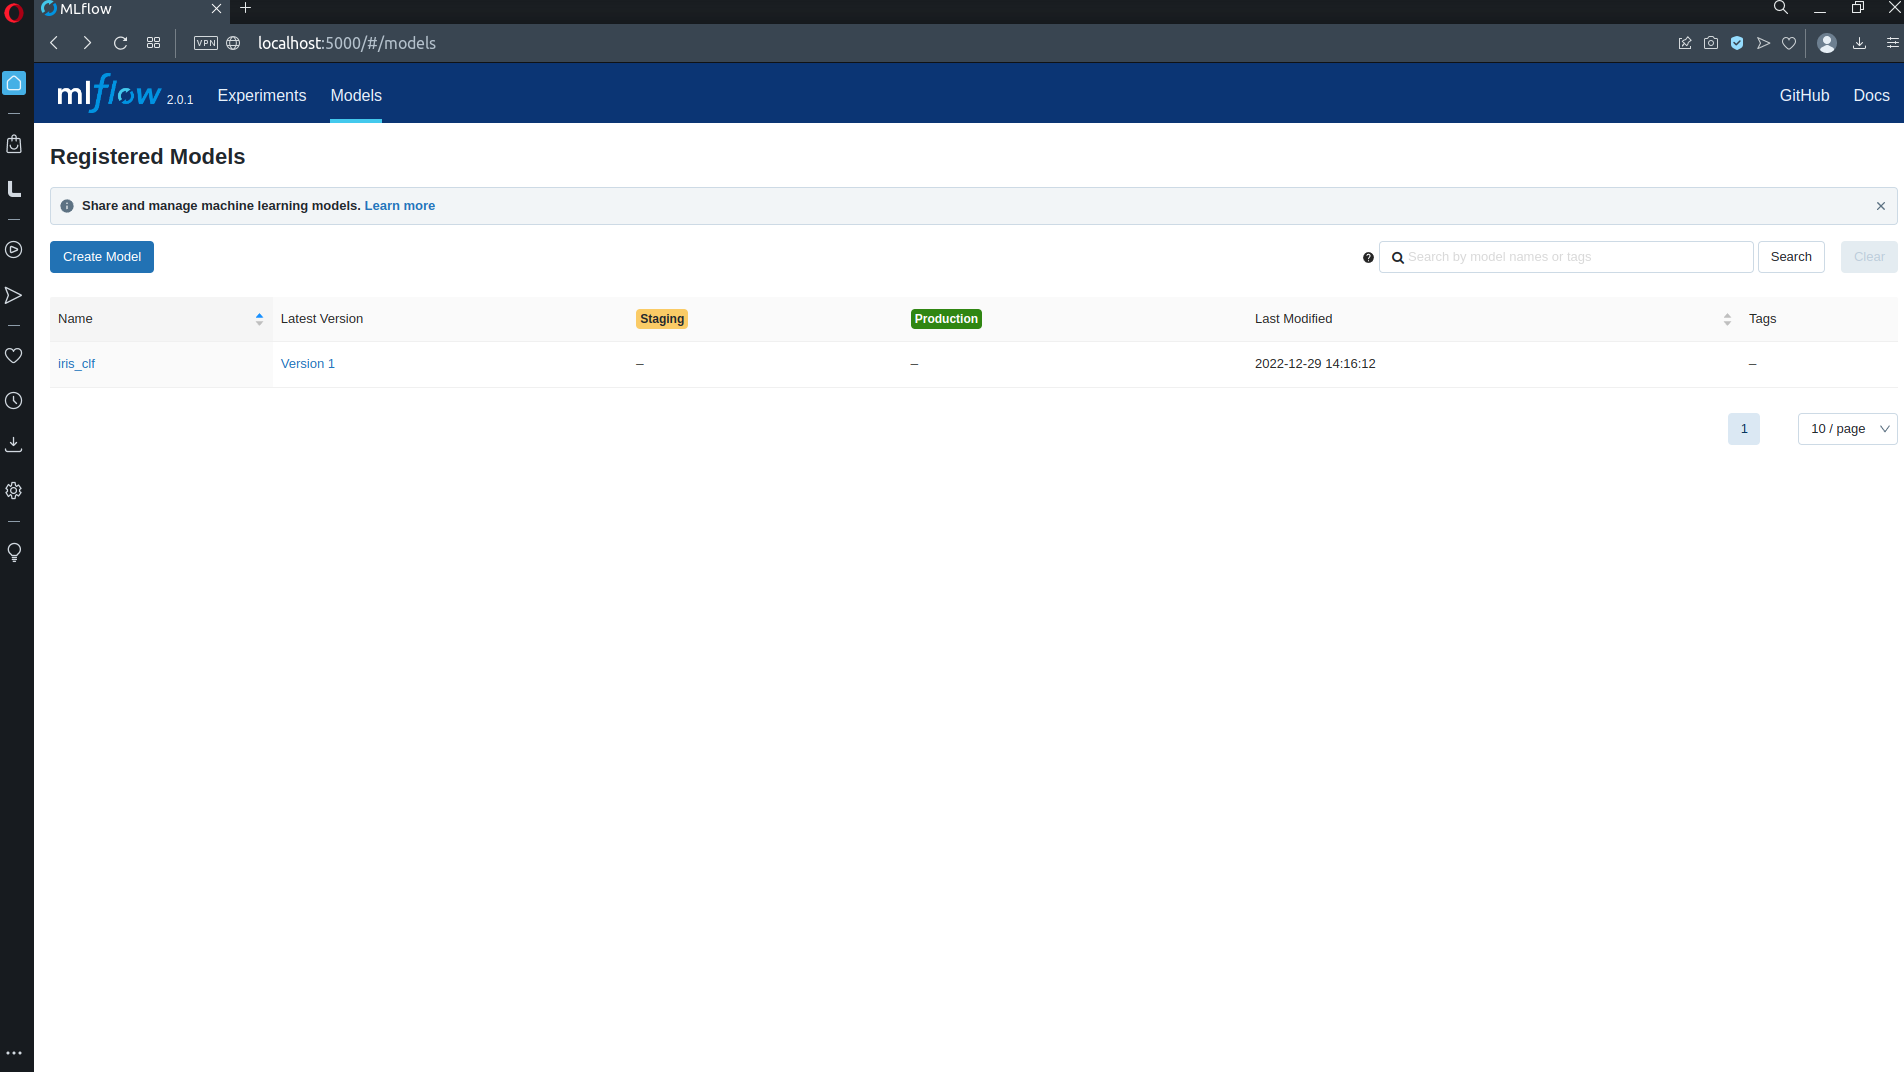 MLflow
VPN localhost:5000/#/models
mlflow 2.0.1 Experiments Models GitHub Docs
Registered Models
Share and manage machine learning models. Learn more
Create Model Search by model names or tags Search Clear
Name Latest Version Staging Production Last Modified Tags
iris_clf Version 1 – – 2022-12-29 14:16:12 –
1 10 / page